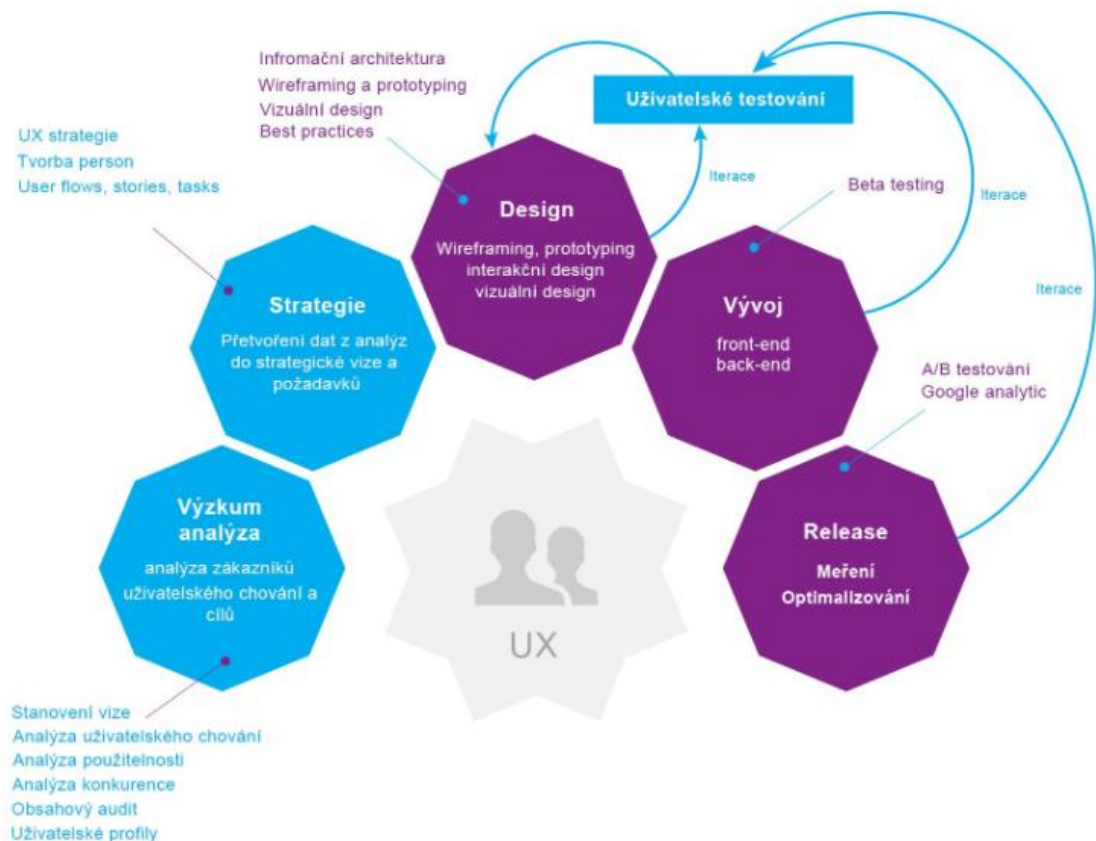 Infromační architektura
Wireframing a prototyping
Vizuální design
Best practices
Uživatelské testování
UX strategie
Tvorba person
User flows, stories, tasks
Iterace
Beta testing
Iterace
Iterace
Design
Wireframing, prototyping
interakční design
vizuální design
Strategie
Přetvoření dat z analýz
do strategické vize a
požadavků
Vývoj
front-end
back-end
A/B testování
Google analytic
Výzkum
analýza
analýza zákazníků
uživatelského chování a
cílů
UX
Release
Meření
Optimalizování
Stanovení vize
Analýza uživatelského chování
Analýza použitelnosti
Analýza konkurence
Obsahový audit
Uživatelské profily